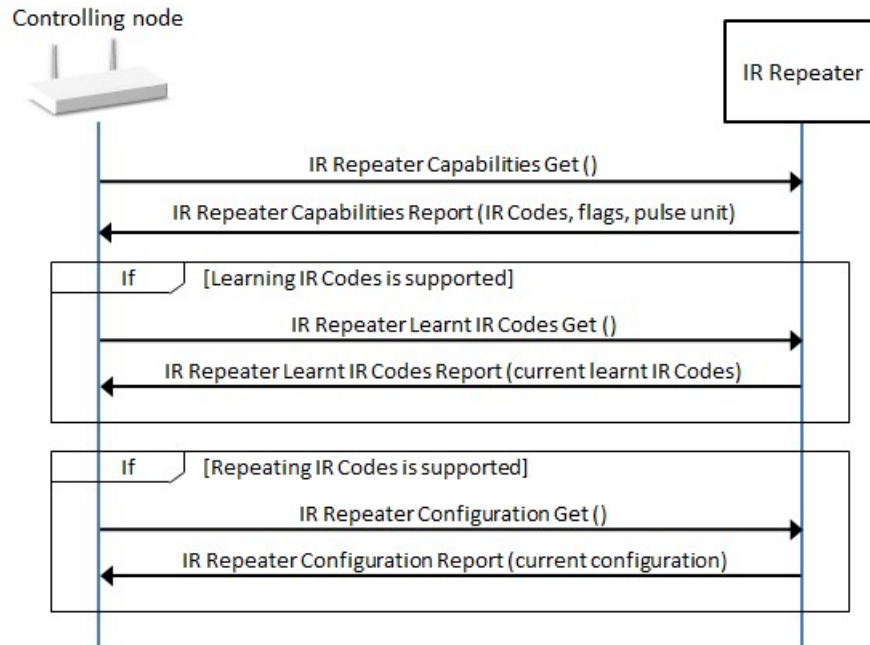 Controlling node
IR Repeater
IR Repeater Capabilities Get ()
IR Repeater Capabilities Report (IR Codes, flags, pulse unit)
If [Learning IR Codes is supported]
IR Repeater Learnt IR Codes Get ()
IR Repeater Learnt IR Codes Report (current learnt IR Codes)
If [Repeating IR Codes is supported]
IR Repeater Configuration Get ()
IR Repeater Configuration Report (current configuration)